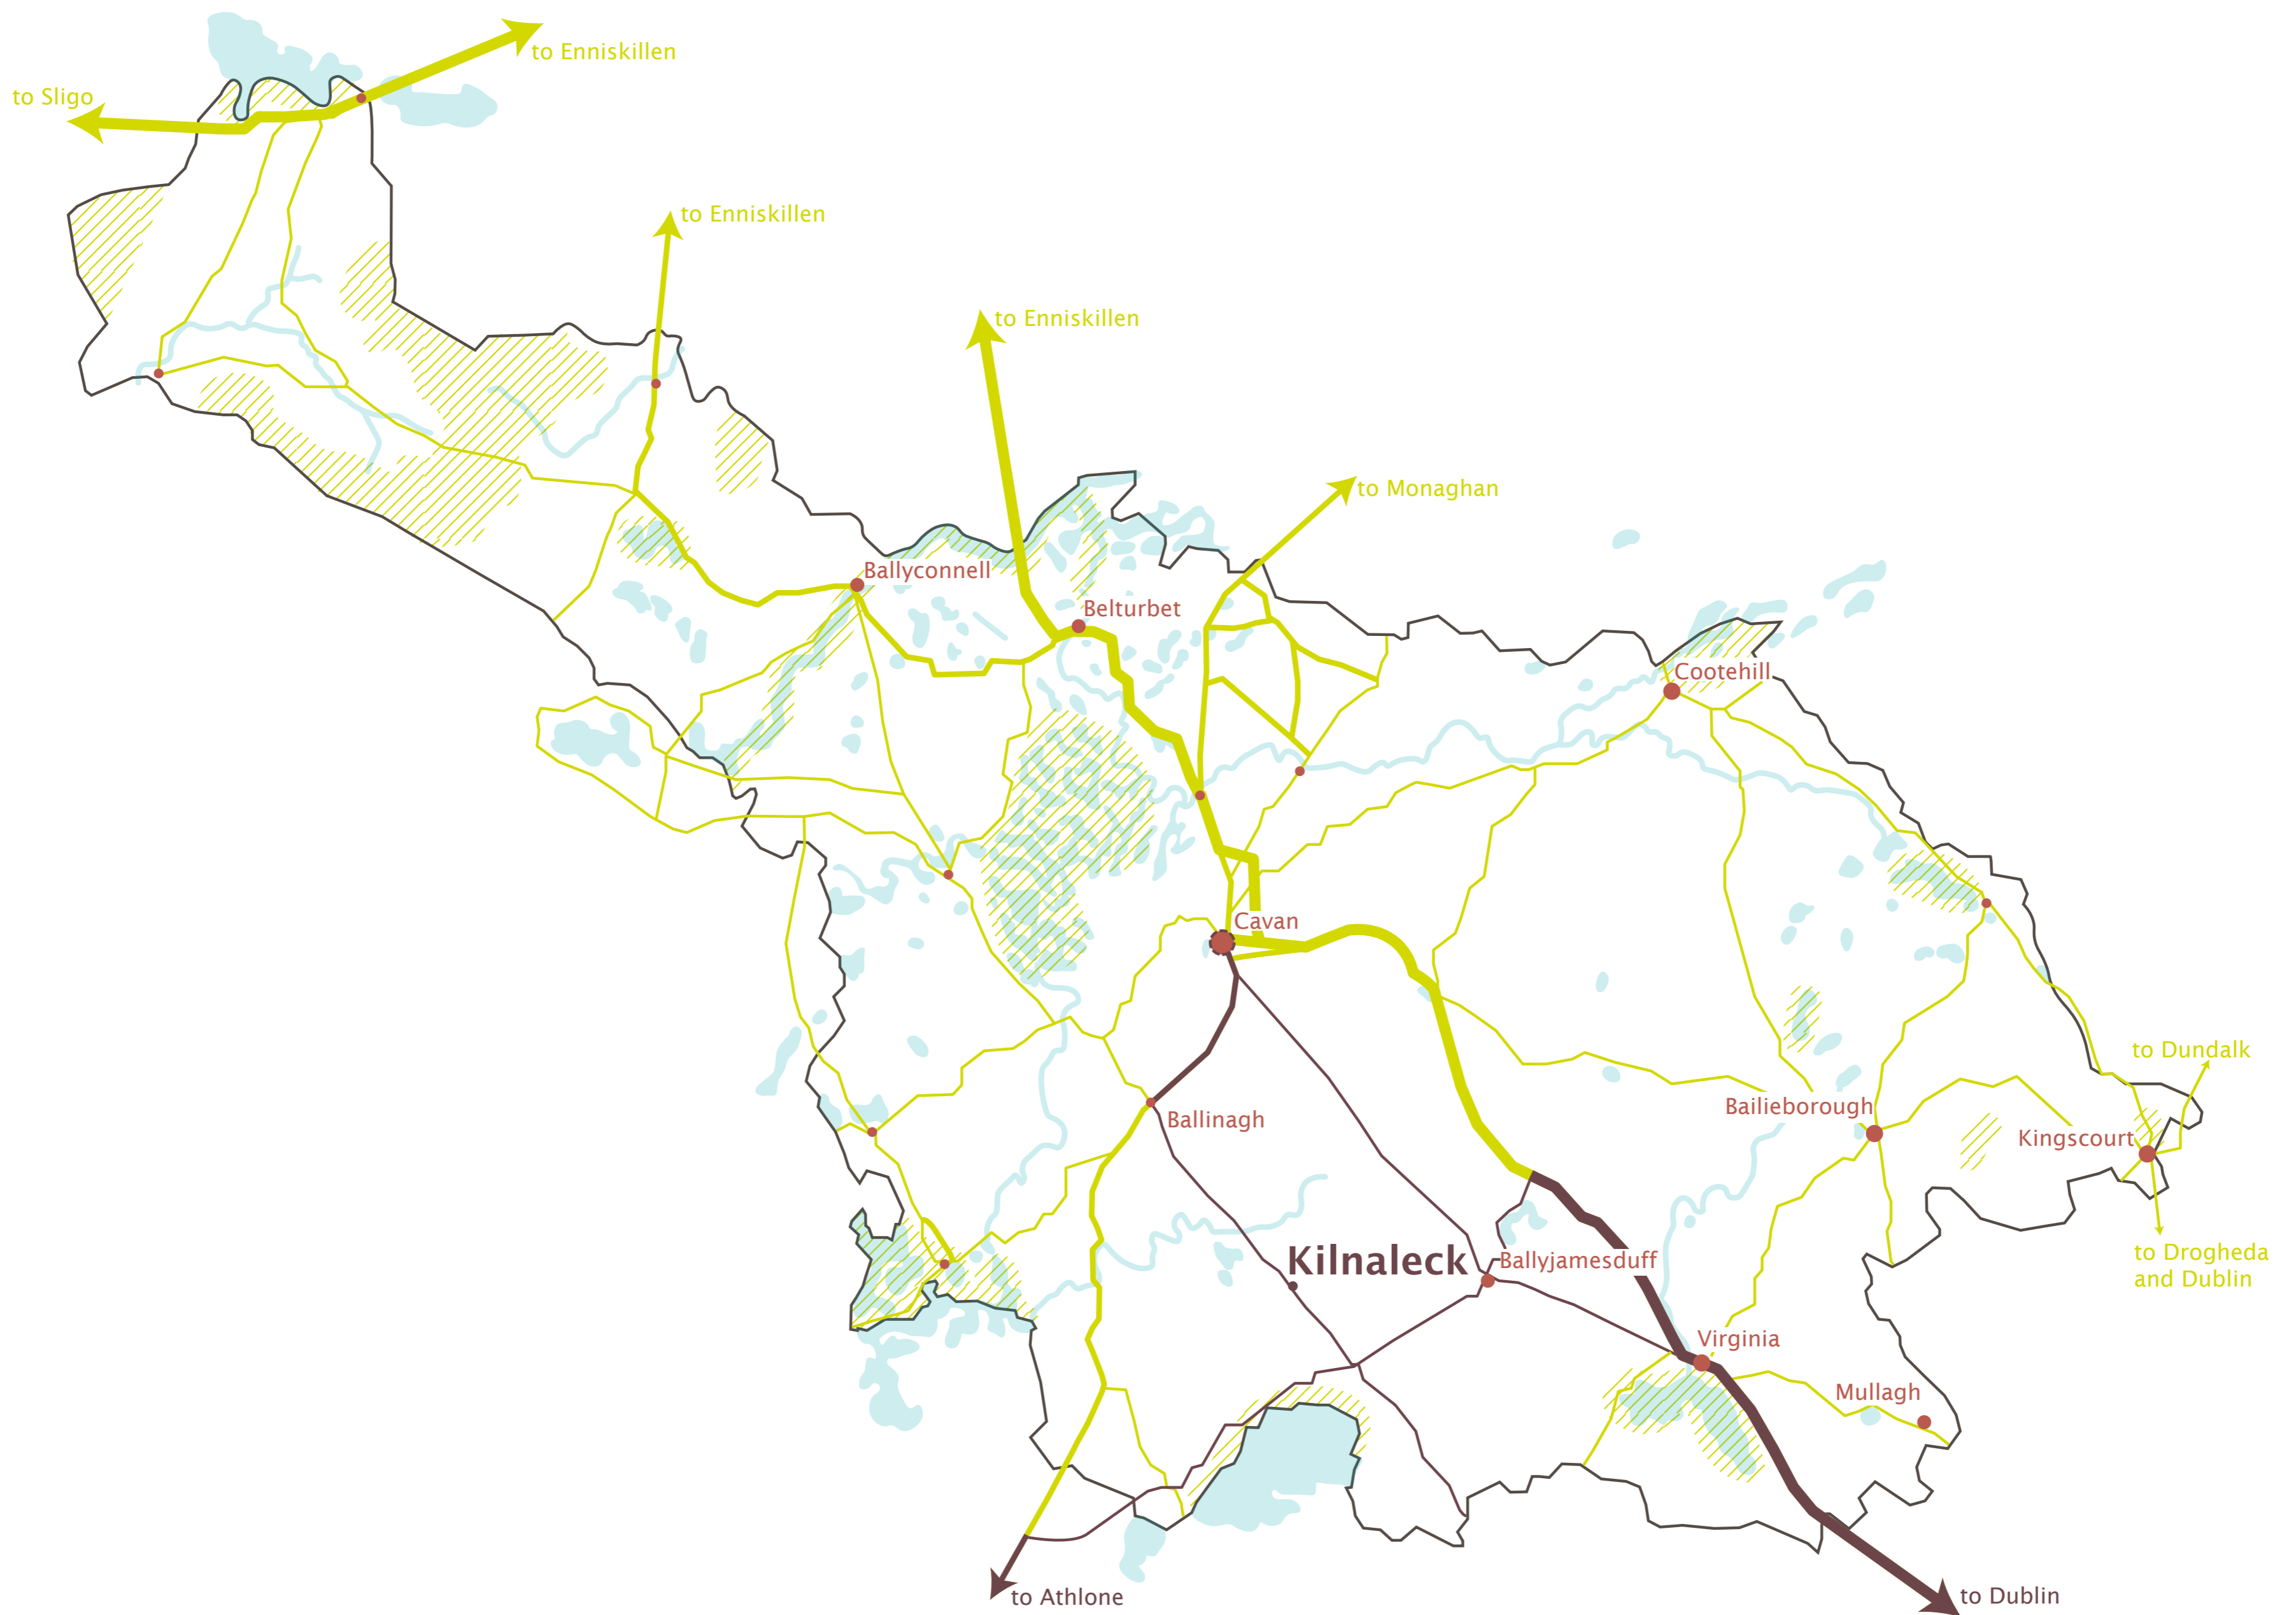 to Enniskillen
to Sligo
to Enniskillen
to Enniskillen
to Monaghan
Ballyconnell
Belturbet
Cootehill
Cavan
to Dundalk
Bailieborough
Ballinagh
Kingscourt
to Drogheda
and Dublin
Kilnaleck
Ballyjamesduff
Virginia
Mullagh
to Athlone
to Dublin